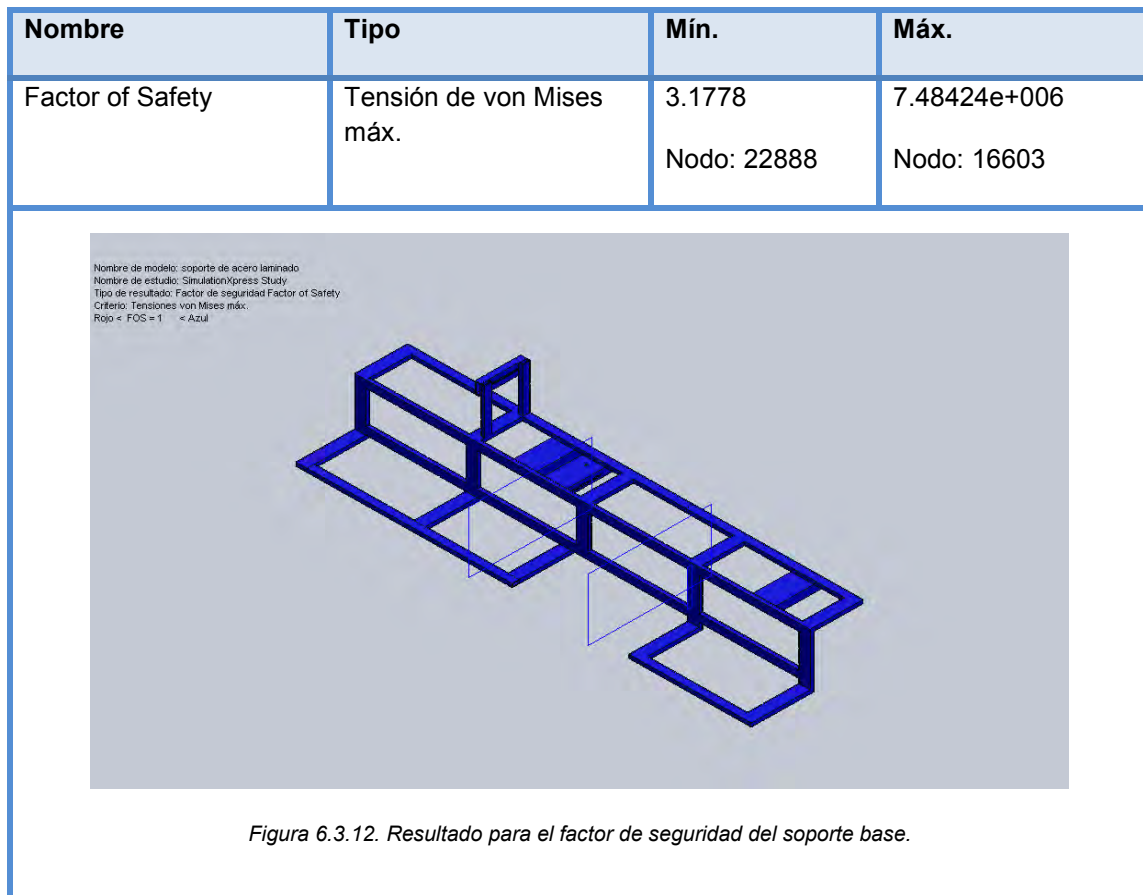 Nombre Tipo Mín. Máx.
Factor of Safety Tensión de von Mises 3.1778 7.48424e+006
máx.
Nodo: 22888 Nodo: 16603
Nombre de modelo: soporte de acero laminado
Nombre de estudio: SimulationXpress Study
Tipo de resultado: Factor de seguridad Factor of Safety
Criterio: Tensiones von Mises máx.
Rojo < FOS = 1 < Azul
Figura 6.3.12. Resultado para el factor de seguridad del soporte base.